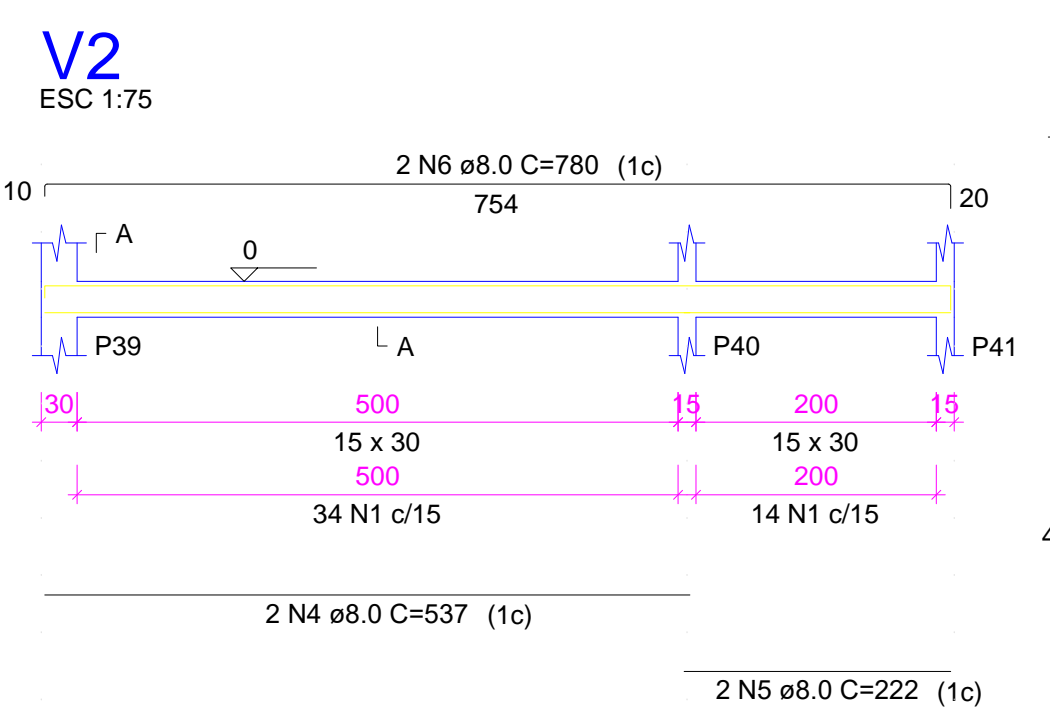 V2
ESC 1:75
2 N6 ø8.0 C=780 (1c)
10 754 20
A
0
P39 A P40 P41
30 500 15 200 15
15 x 30 15 x 30
500 200
34 N1 c/15 14 N1 c/15
2 N4 ø8.0 C=537 (1c)
2 N5 ø8.0 C=222 (1c)